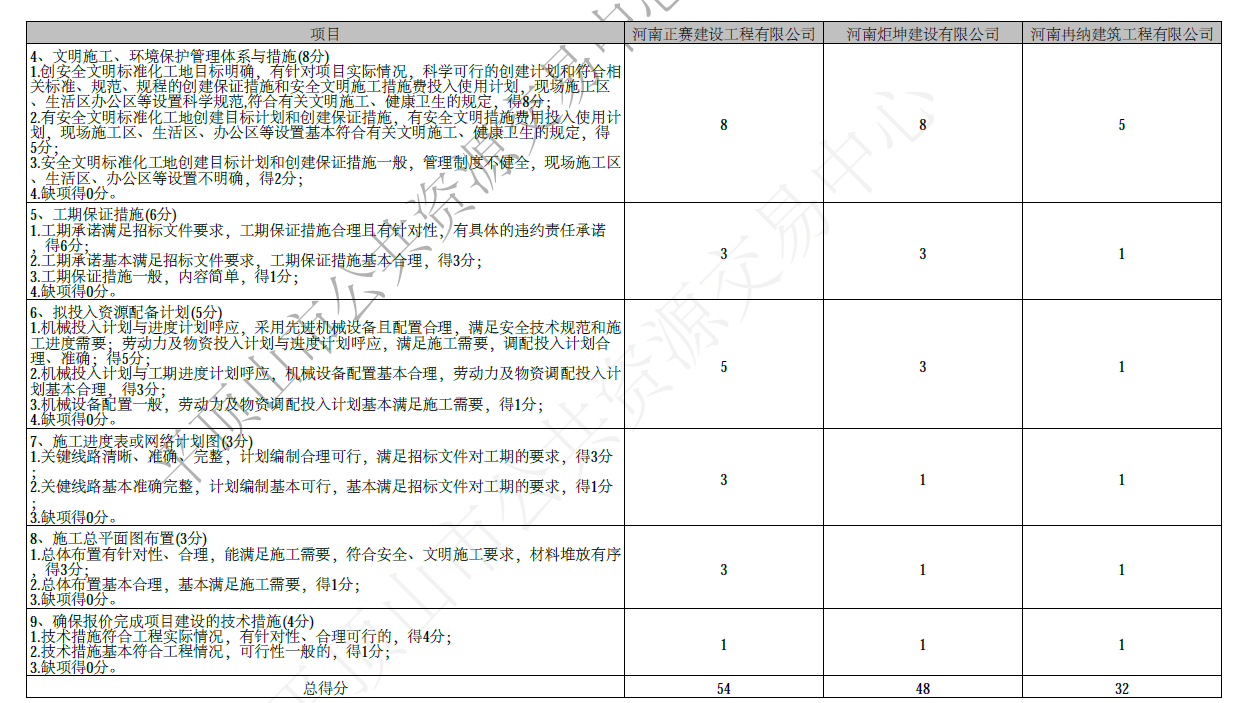 项目 河南正赛建设工程有限公司 河南炬坤建设有限公司 河南冉纳建筑工程有限公司
4、文明施工、环境保护管理体系与措施(8分)
1.创安全文明标准化工地目标明确，有针对项目实际情况，科学可行的创建计划和符合相
关标准、规范、规程的创建保证措施和安全文明施工措施费投入使用计划，现场施工区
、生活区办公区等设置科学规范,符合有关文明施工、健康卫生的规定，得8分；
2.有安全文明标准化工地创建目标计划和创建保证措施，有安全文明措施费用投入使用计
划，现场施工区、生活区、办公区等设置基本符合有关文明施工、健康卫生的规定，得
5分；
3.安全文明标准化工地创建目标计划和创建保证措施一般，管理制度不健全，现场施工区
、生活区、办公区等设置不明确，得2分；
4.缺项得0分。
8 8 5
5、工期保证措施(6分)
1.工期承诺满足招标文件要求，工期保证措施合理且有针对性，有具体的违约责任承诺
，得6分；
2.工期承诺基本满足招标文件要求，工期保证措施基本合理，得3分；
3.工期保证措施一般，内容简单，得1分；
4.缺项得0分。
3 3 1
6、拟投入资源配备计划(5分)
1.机械投入计划与进度计划呼应，采用先进机械设备且配置合理，满足安全技术规范和施
工进度需要；劳动力及物资投入计划与进度计划呼应，满足施工需要，调配投入计划合
理、准确；得5分；
2.机械投入计划与工期进度计划呼应，机械设备配置基本合理，劳动力及物资调配投入计
划基本合理，得3分；
3.机械设备配置一般，劳动力及物资调配投入计划基本满足施工需要，得1分；
4.缺项得0分。
5 3 1
7、施工进度表或网络计划图(3分)
1.关键线路清晰、准确、完整，计划编制合理可行，满足招标文件对工期的要求，得3分
；
2.关健线路基本准确完整，计划编制基本可行，基本满足招标文件对工期的要求，得1分
；
3.缺项得0分。
3 1 1
8、施工总平面图布置(3分)
1.总体布置有针对性、合理，能满足施工需要，符合安全、文明施工要求，材料堆放有序
，得3分；
2.总体布置基本合理，基本满足施工需要，得1分；
3.缺项得0分。
3 1 1
9、确保报价完成项目建设的技术措施(4分)
1.技术措施符合工程实际情况，有针对性、合理可行的，得4分；
2.技术措施基本符合工程情况，可行性一般的，得1分；
3.缺项得0分。
1 1 1
总得分 54 48 32
平顶山市公共资源交易中心
平顶山市公共资源交易中心